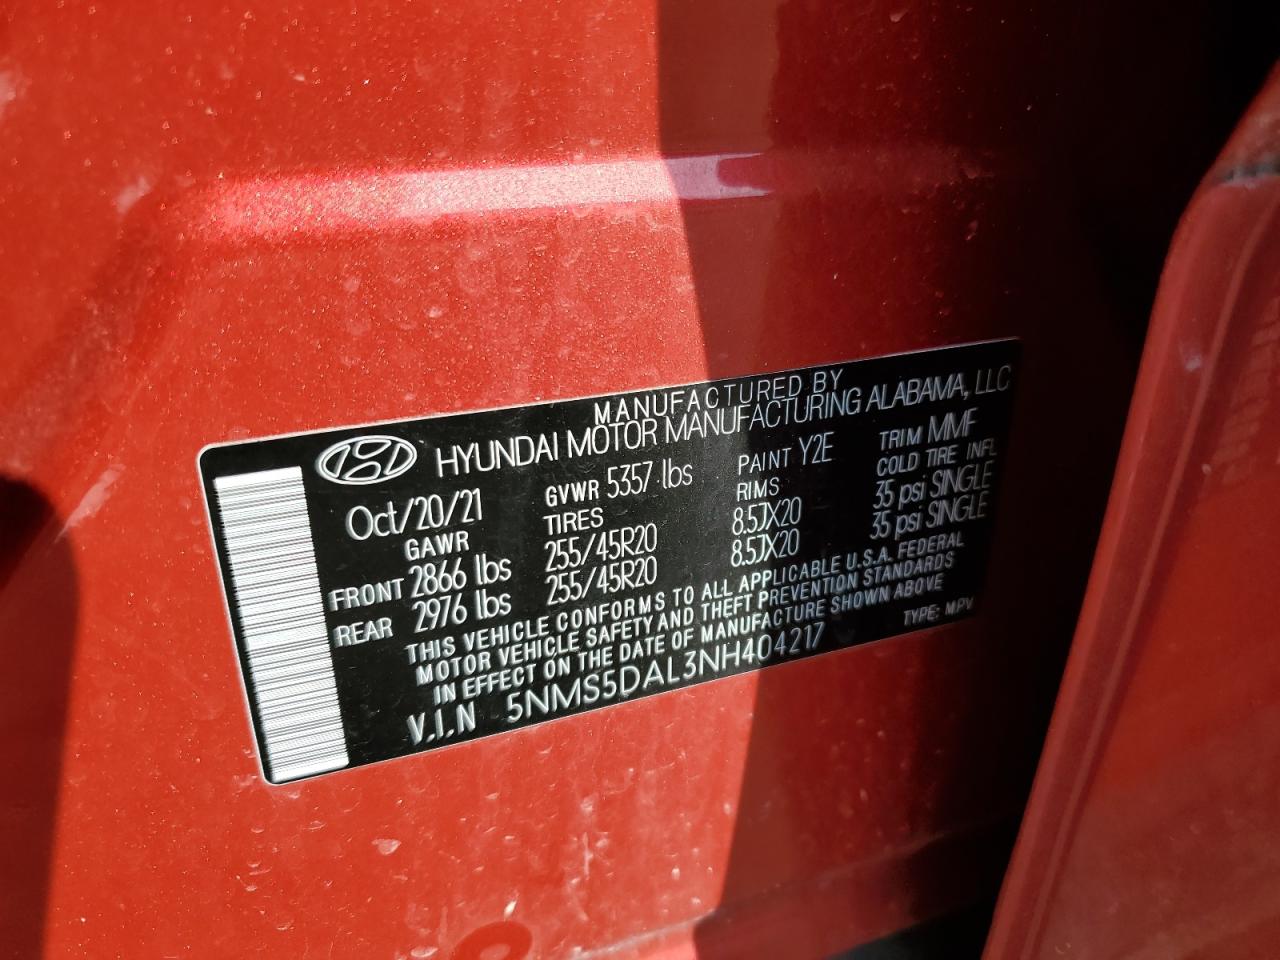 MANUFACTURED BY
HYUNDAI MOTOR MANUFACTURING ALABAMA, LLC
Oct/20/21 GVWR 5357 lbs PAINT Y2E TRIM MMF
GAWR TIRES RIMS COLD TIRE INFL
FRONT 2866 lbs 255/45R20 8.5JX20 35 psi SINGLE
REAR 2976 lbs 255/45R20 8.5JX20 35 psi SINGLE
THIS VEHICLE CONFORMS TO ALL APPLICABLE U.S.A. FEDERAL
MOTOR VEHICLE SAFETY AND THEFT PREVENTION STANDARDS
IN EFFECT ON THE DATE OF MANUFACTURE SHOWN ABOVE
V.I.N 5NMS5DAL3NH404217 TYPE: MPV